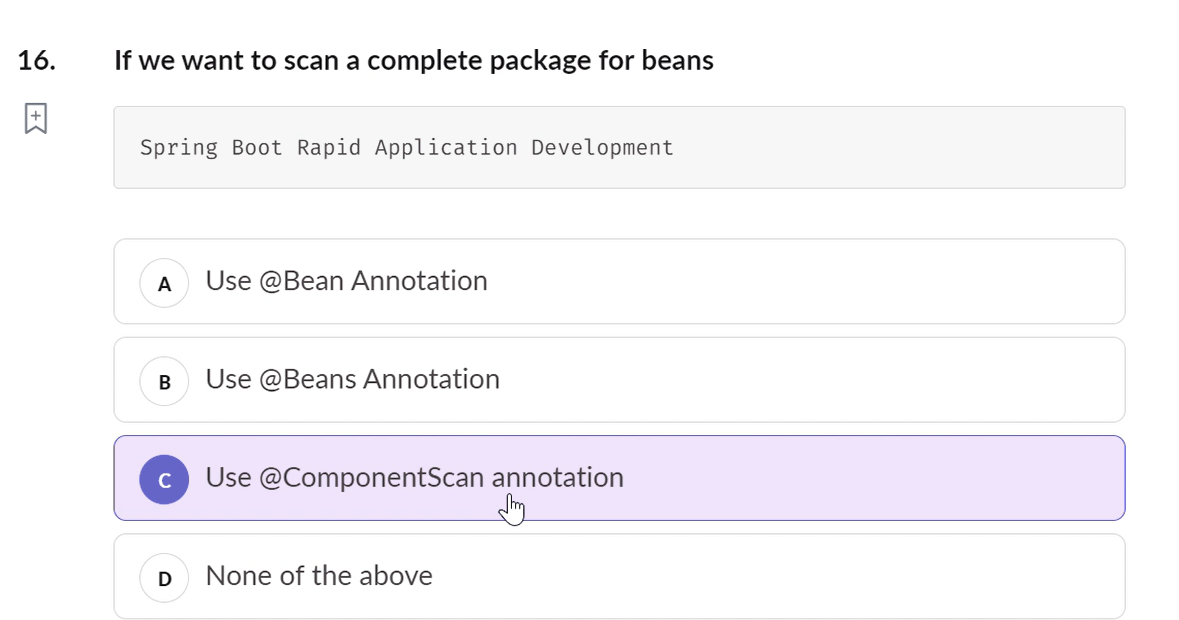 16. If we want to scan a complete package for beans
Spring Boot Rapid Application Development
A Use @Bean Annotation
B Use @Beans Annotation
C Use @ComponentScan annotation
D None of the above